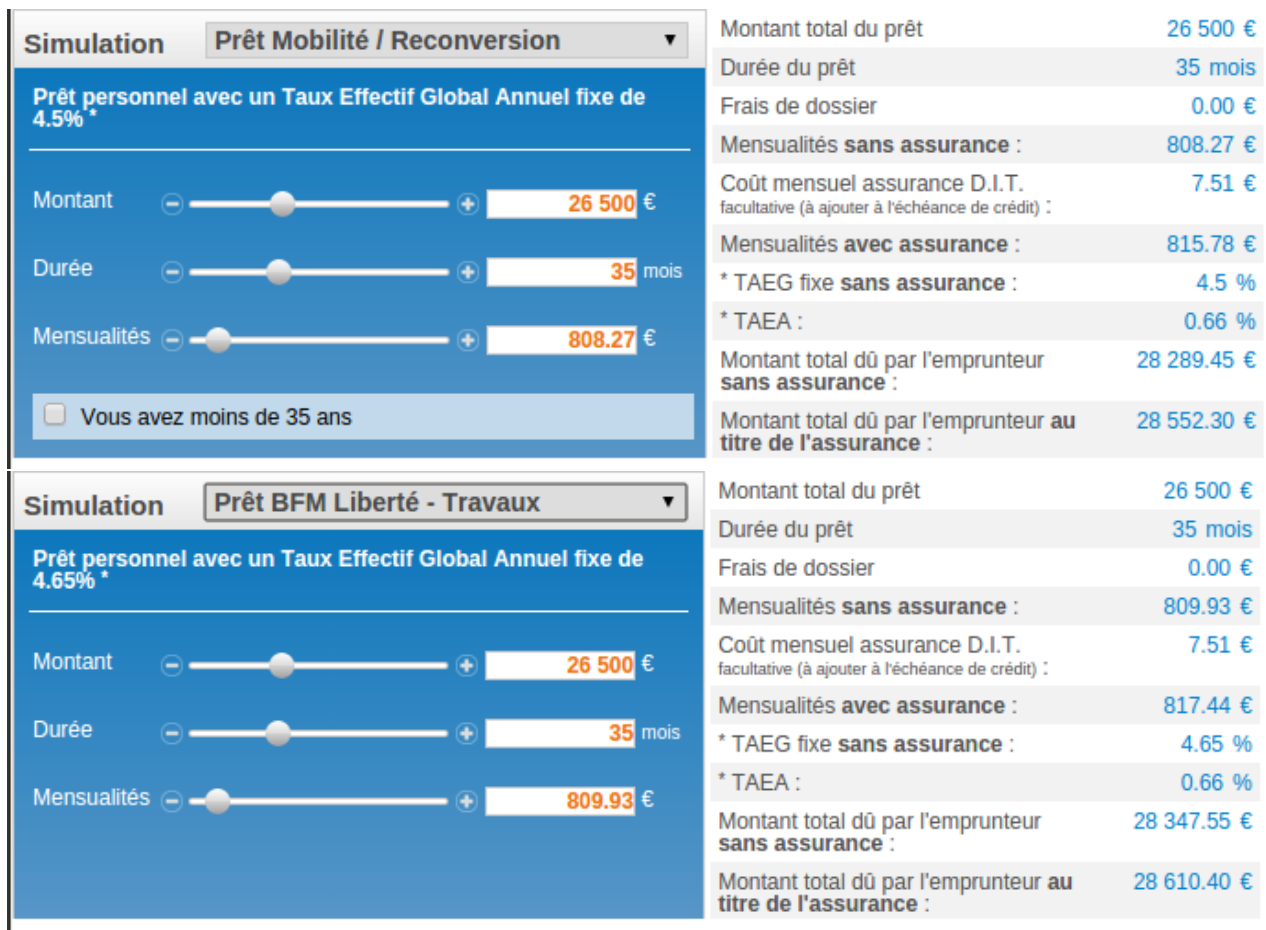 Simulation Prêt Mobilité / Reconversion ▼
Prêt personnel avec un Taux Effectif Global Annuel fixe de
4.5% *
Montant 26 500 €
Durée 35 mois
Mensualités 808.27 €
Vous avez moins de 35 ans
Montant total du prêt 26 500 €
Durée du prêt 35 mois
Frais de dossier 0.00 €
Mensualités sans assurance : 808.27 €
Coût mensuel assurance D.I.T. 7.51 €
facultative (à ajouter à l'échéance de crédit) :
Mensualités avec assurance : 815.78 €
* TAEG fixe sans assurance : 4.5 %
* TAEA : 0.66 %
Montant total dû par l'emprunteur 28 289.45 €
sans assurance :
Montant total dû par l'emprunteur au 28 552.30 €
titre de l'assurance :
Simulation Prêt BFM Liberté - Travaux ▼
Prêt personnel avec un Taux Effectif Global Annuel fixe de
4.65% *
Montant 26 500 €
Durée 35 mois
Mensualités 809.93 €
Montant total du prêt 26 500 €
Durée du prêt 35 mois
Frais de dossier 0.00 €
Mensualités sans assurance : 809.93 €
Coût mensuel assurance D.I.T. 7.51 €
facultative (à ajouter à l'échéance de crédit) :
Mensualités avec assurance : 817.44 €
* TAEG fixe sans assurance : 4.65 %
* TAEA : 0.66 %
Montant total dû par l'emprunteur 28 347.55 €
sans assurance :
Montant total dû par l'emprunteur au 28 610.40 €
titre de l'assurance :